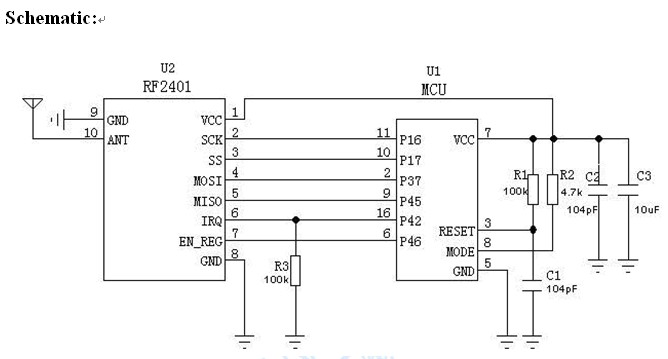 Schematic:
U2
RF2401
U1
MCU
9 GND
10 ANT
VCC 1
SCK 2
SS 3
MOSI 4
MISO 5
IRQ 6
EN_REG 7
GND 8
11 P16
10 P17
2 P37
9 P45
16 P42
6 P46
VCC 7
RESET 3
MODE 8
GND 5
R1
100k
R2
4.7k
C2
104pF
C3
10uF
R3
100k
C1
104pF